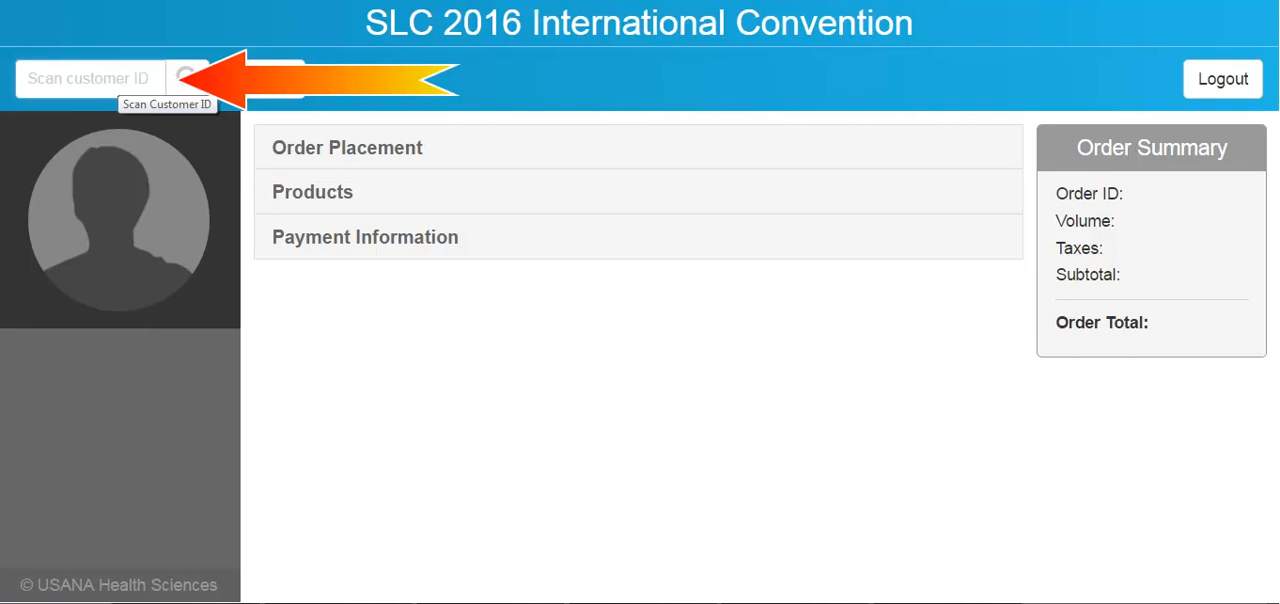 SLC 2016 International Convention
Scan customer ID
Logout
Scan Customer ID
Order Placement
Products
Payment Information
Order Summary
Order ID:
Volume:
Taxes:
Subtotal:
Order Total:
© USANA Health Sciences